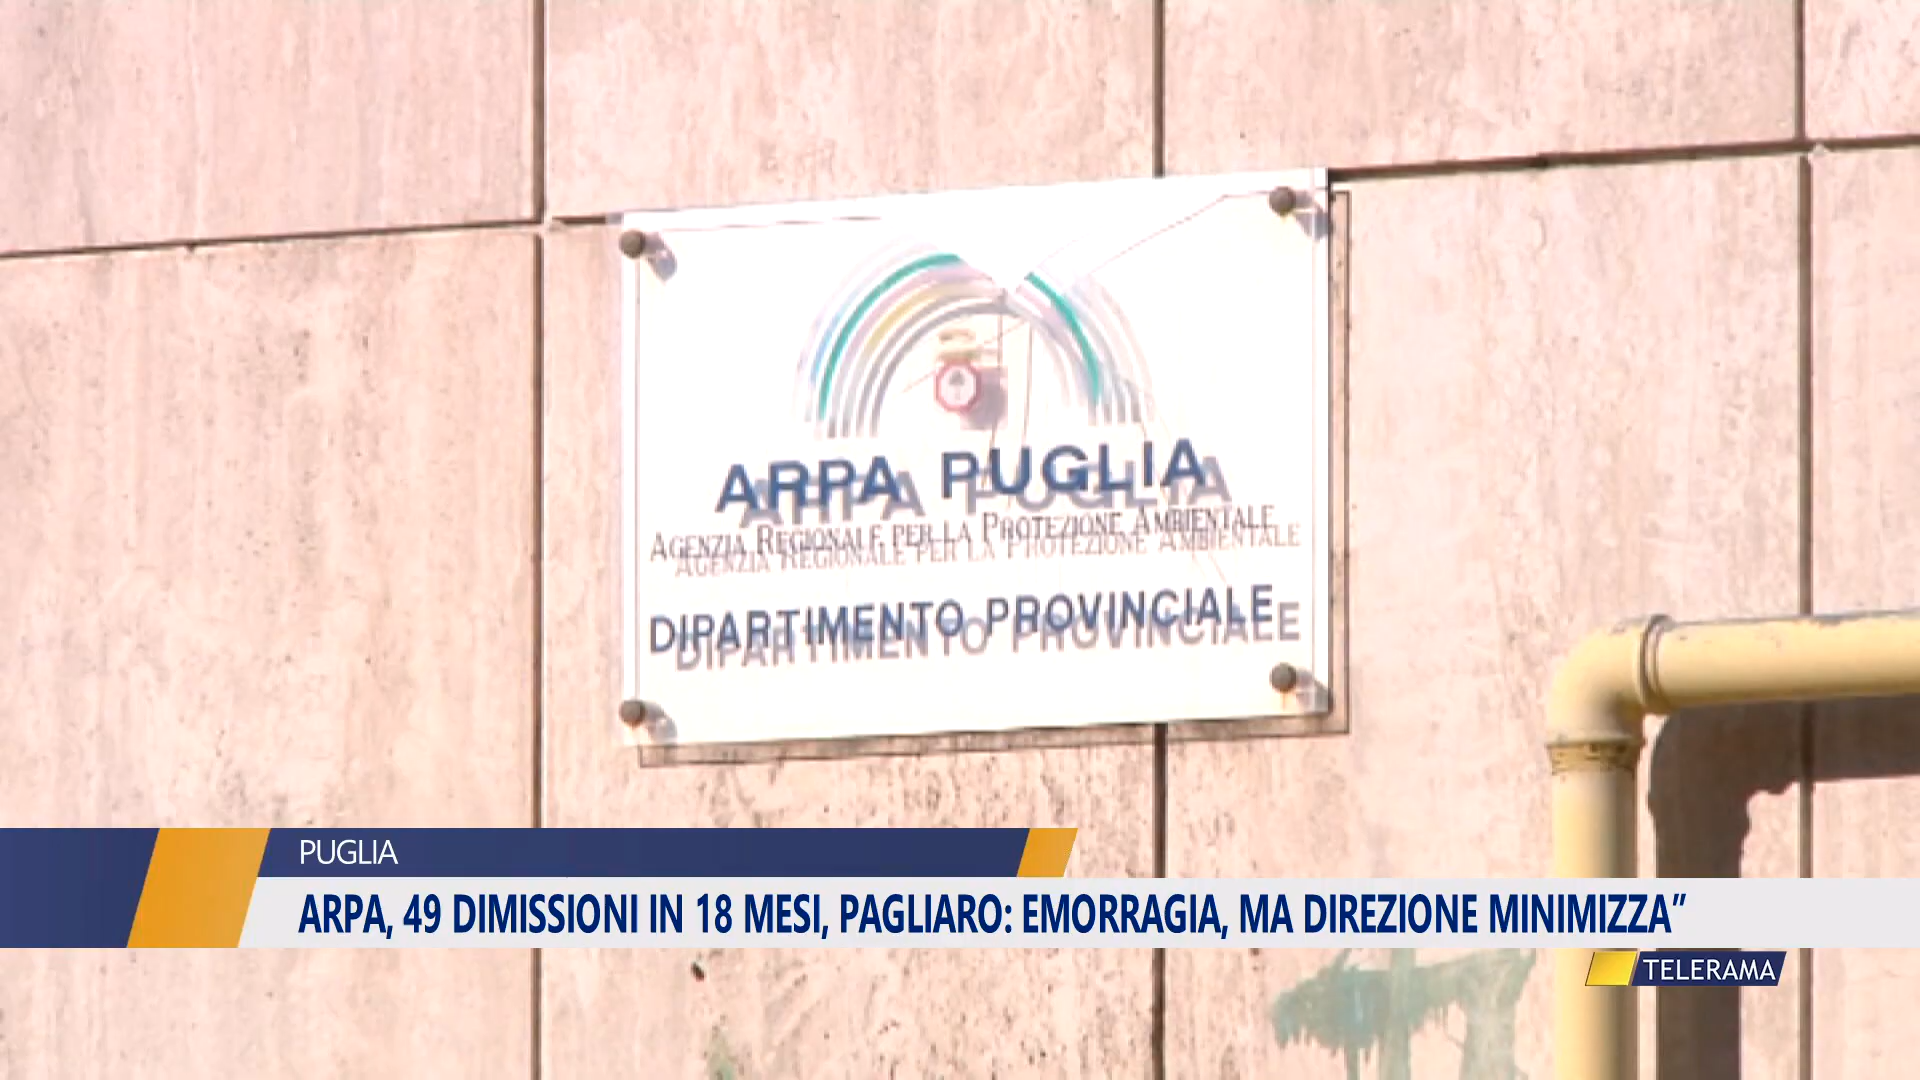 ARPA PUGLIA
AGENZIA REGIONALE PER LA PROTEZIONE AMBIENTALE
DIPARTIMENTO PROVINCIALE
PUGLIA
ARPA, 49 DIMISSIONI IN 18 MESI, PAGLIARO: EMORRAGIA, MA DIREZIONE MINIMIZZA”
TELERAMA